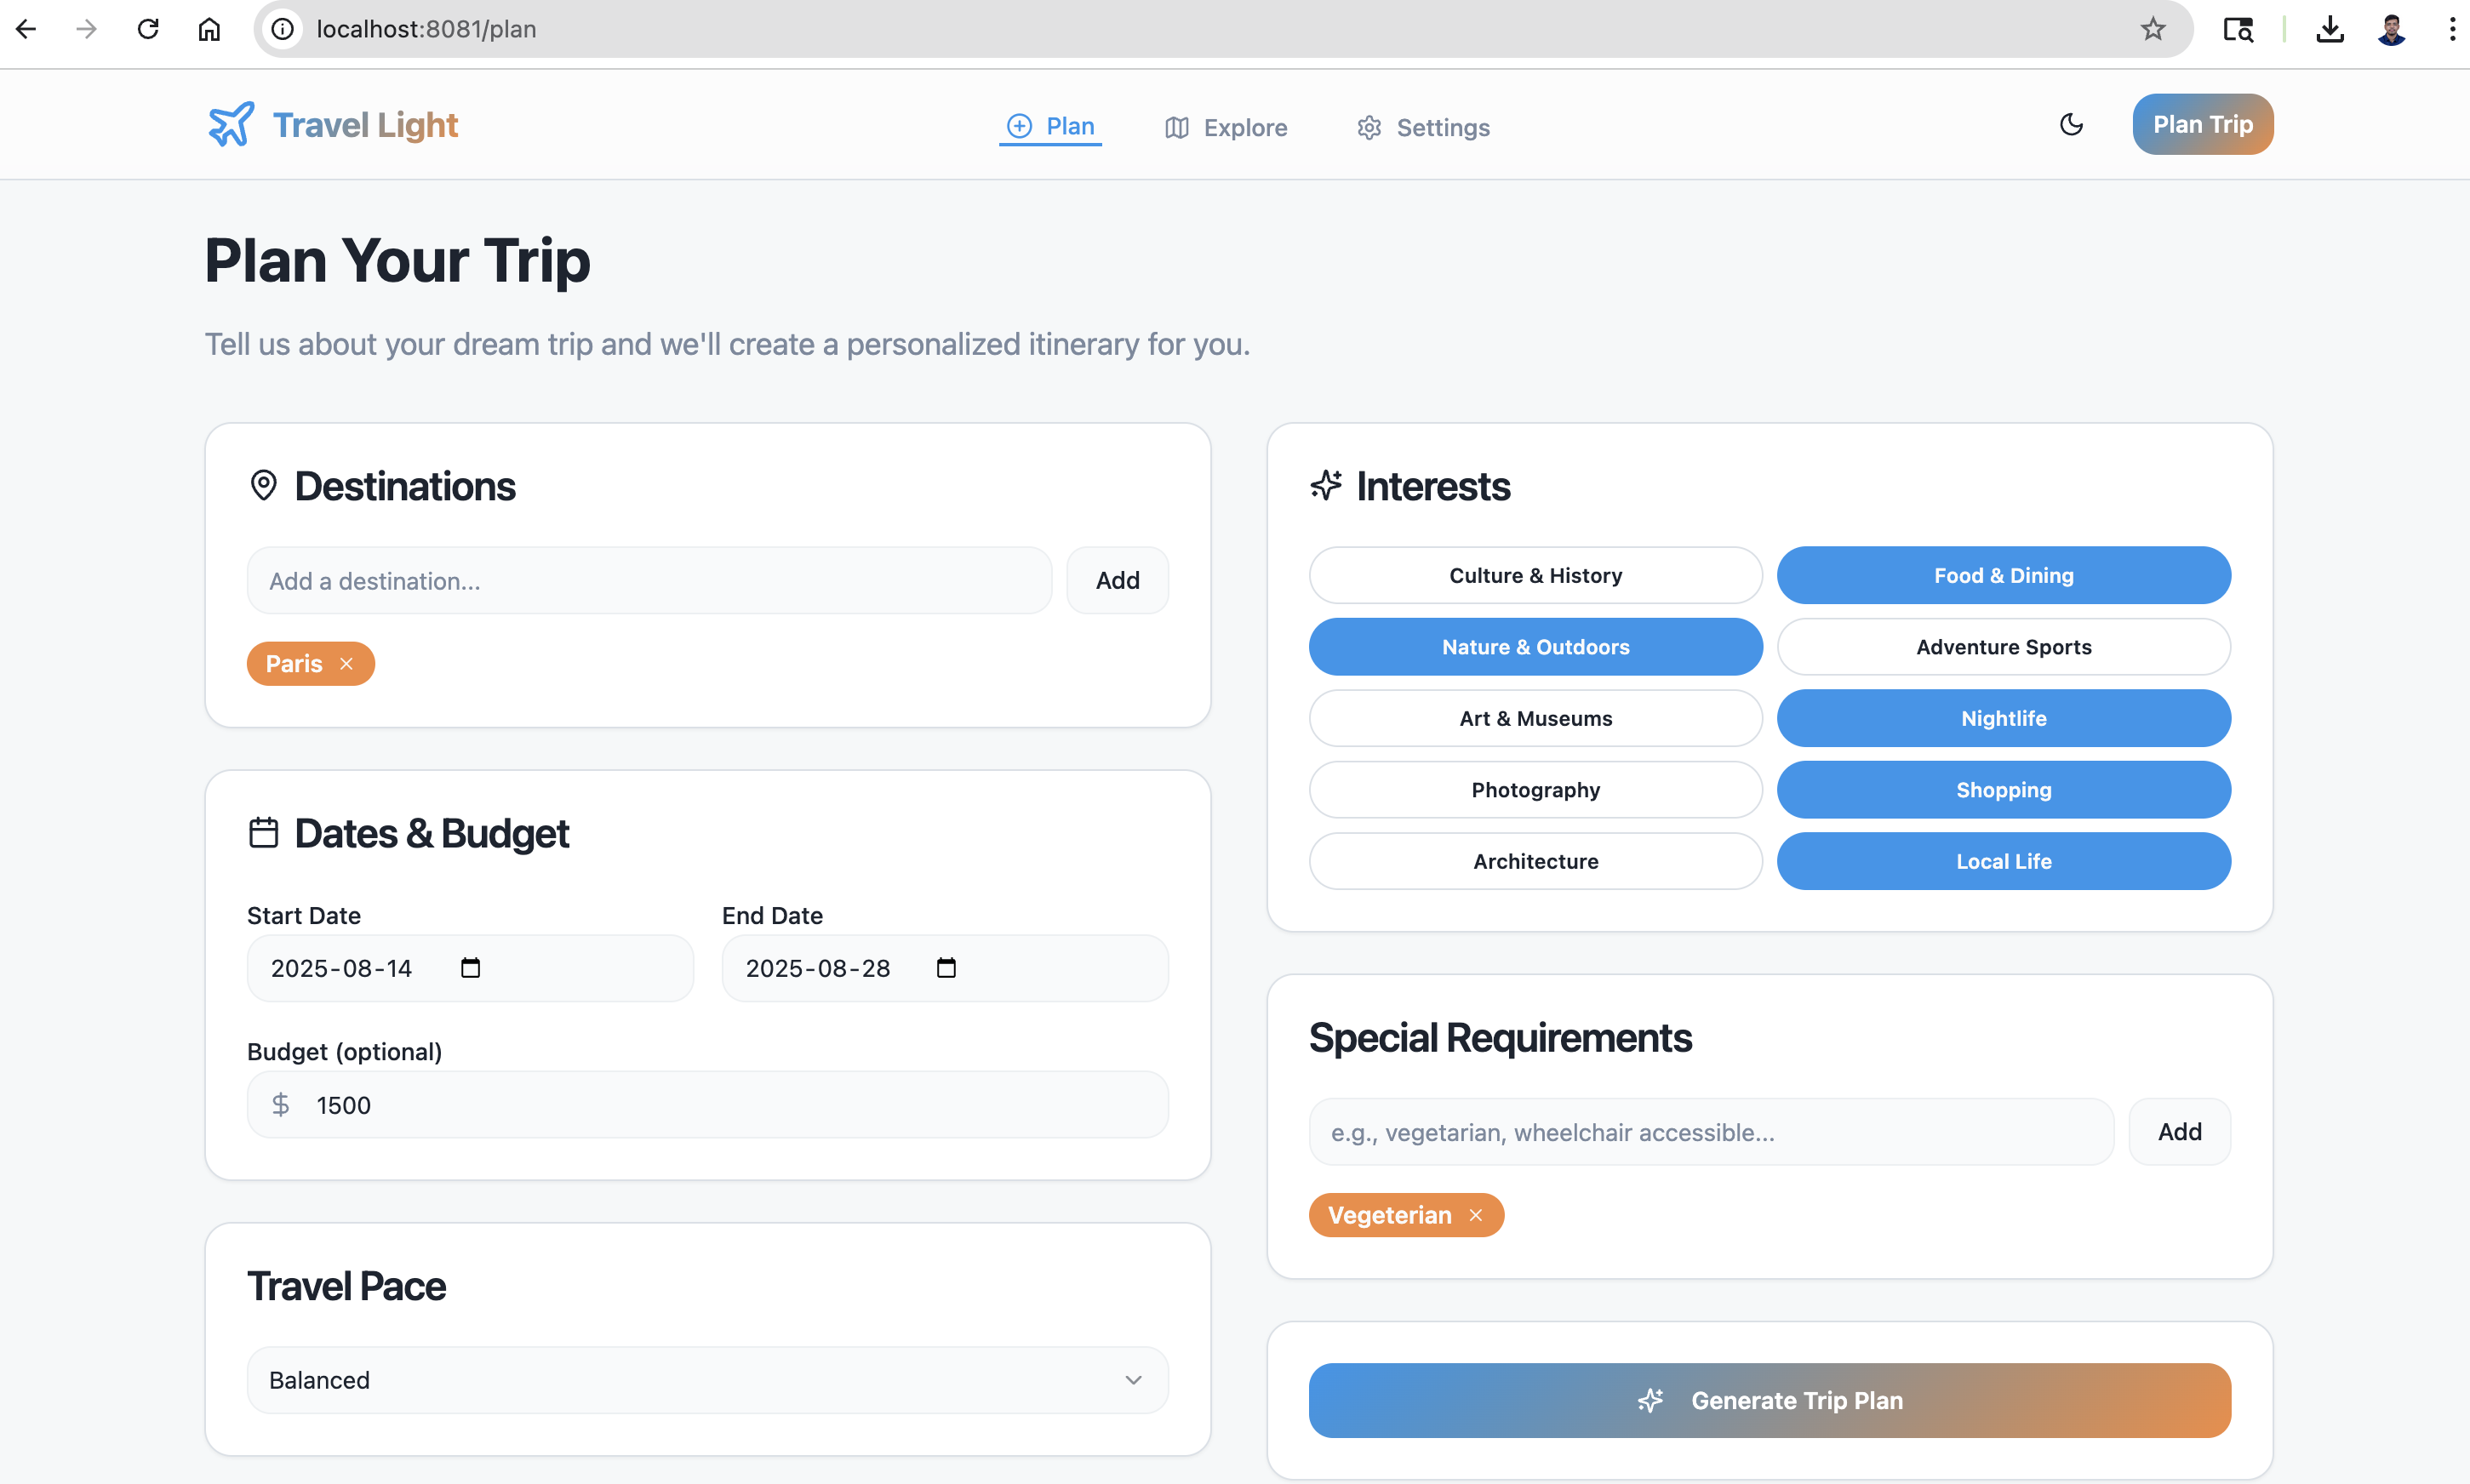 localhost:8081/plan
Travel Light
Plan
Explore
Settings
Plan Trip
Plan Your Trip
Tell us about your dream trip and we'll create a personalized itinerary for you.
Destinations
Add a destination...
Add
Paris ×
Dates & Budget
Start Date
End Date
2025-08-14
2025-08-28
Budget (optional)
$ 1500
Travel Pace
Balanced
Interests
Culture & History
Food & Dining
Nature & Outdoors
Adventure Sports
Art & Museums
Nightlife
Photography
Shopping
Architecture
Local Life
Special Requirements
e.g., vegetarian, wheelchair accessible...
Add
Vegeterian ×
Generate Trip Plan